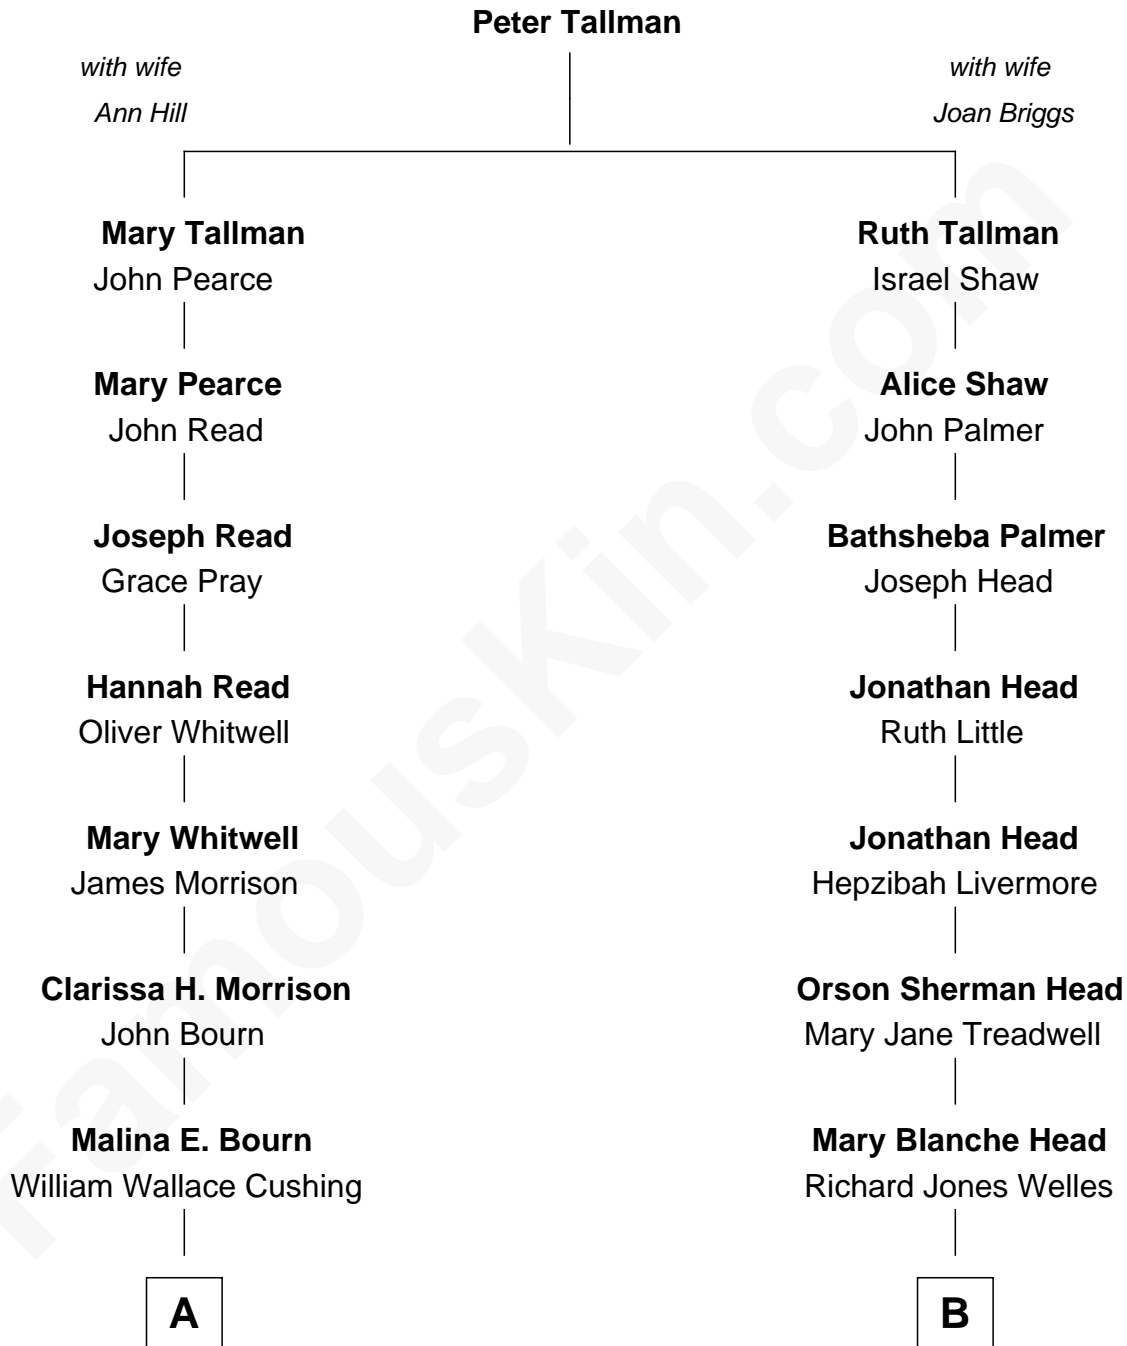 Peter Tallman
with wife
Ann Hill
with wife
Joan Briggs
Mary Tallman
John Pearce
Ruth Tallman
Israel Shaw
Mary Pearce
John Read
Alice Shaw
John Palmer
Joseph Read
Grace Pray
Bathsheba Palmer
Joseph Head
Hannah Read
Oliver Whitwell
Jonathan Head
Ruth Little
Mary Whitwell
James Morrison
Jonathan Head
Hepzibah Livermore
Clarissa H. Morrison
John Bourn
Orson Sherman Head
Mary Jane Treadwell
Malina E. Bourn
William Wallace Cushing
Mary Blanche Head
Richard Jones Welles
A
B
FamousKin.com